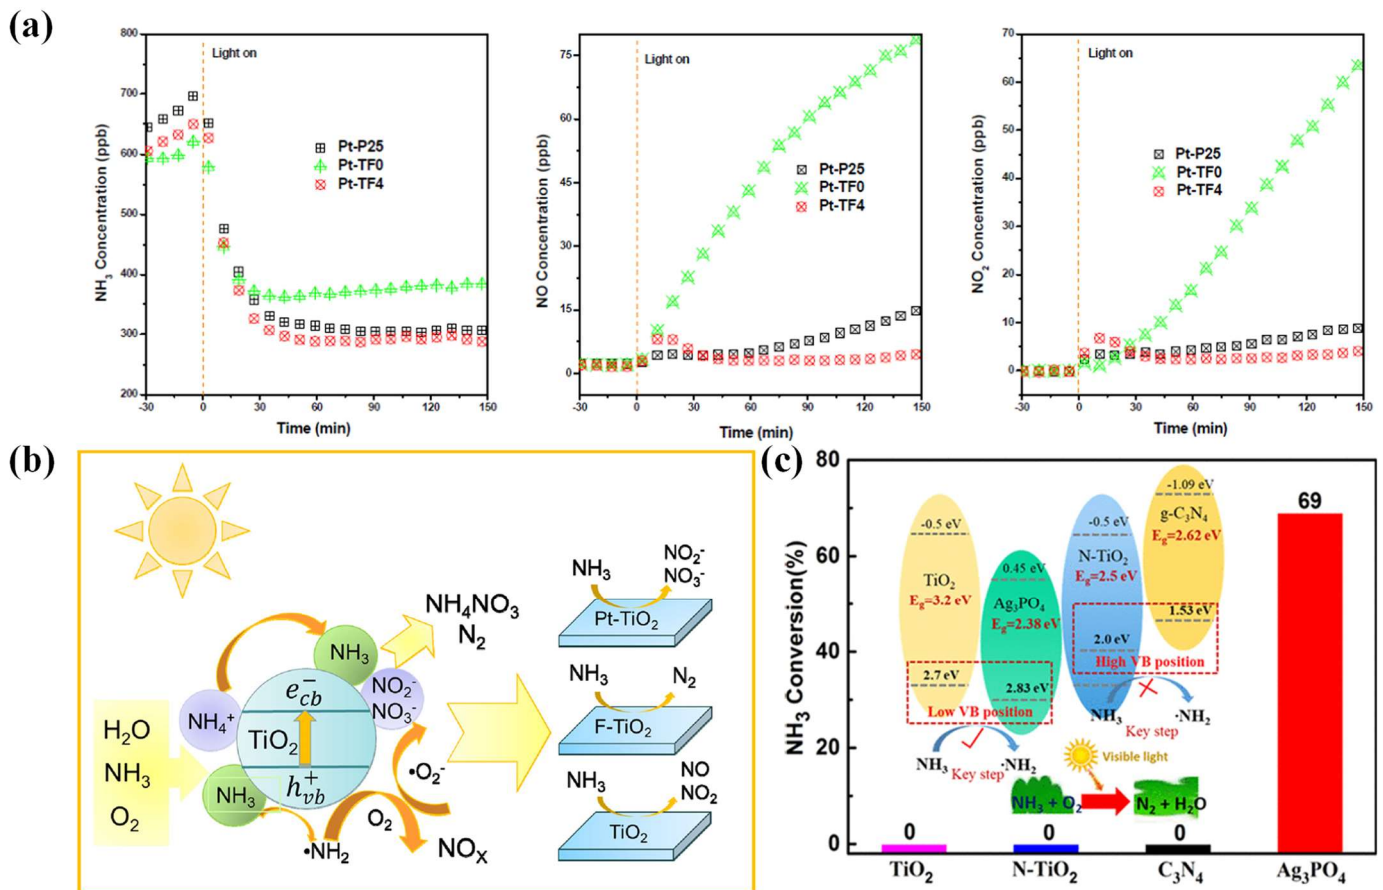 (a)
800
700
600
500
400
300
200
-30
0
30
60
90
120
150
Light on
Pt-P25
Pt-TF0
Pt-TF4
NH₃ Concentration (ppb)
Time (min)
75
60
45
30
15
0
-30
0
30
60
90
120
150
Light on
Pt-P25
Pt-TF0
Pt-TF4
NO Concentration (ppb)
Time (min)
70
60
50
40
30
20
10
0
-30
0
30
60
90
120
150
Light on
Pt-P25
Pt-TF0
Pt-TF4
NO₂ Concentration (ppb)
Time (min)
(b)
H₂O
NH₃
O₂
NH₄⁺
NH₃
NH₃
e⁻cb
TiO₂
h⁺vb
NO₂⁻
NO₃⁻
NH₄NO₃
N₂
•O₂⁻
O₂
•NH₂
NOX
NH₃
NO₂⁻
NO₃⁻
Pt-TiO₂
NH₃
N₂
F-TiO₂
NH₃
NO
NO₂
TiO₂
(c)
80
60
40
20
0
NH₃ Conversion(%)
-0.5 eV
TiO₂
Eg=3.2 eV
2.7 eV
0.45 eV
Ag₃PO₄
Eg=2.38 eV
2.83 eV
Low VB position
-0.5 eV
N-TiO₂
Eg=2.5 eV
2.0 eV
-1.09 eV
g-C₃N₄
Eg=2.62 eV
1.53 eV
High VB position
NH₃
·NH₂
Key step
NH₃
·NH₂
Key step
Visible light
NH₃ + O₂
N₂ + H₂O
0
0
0
69
TiO₂
N-TiO₂
C₃N₄
Ag₃PO₄